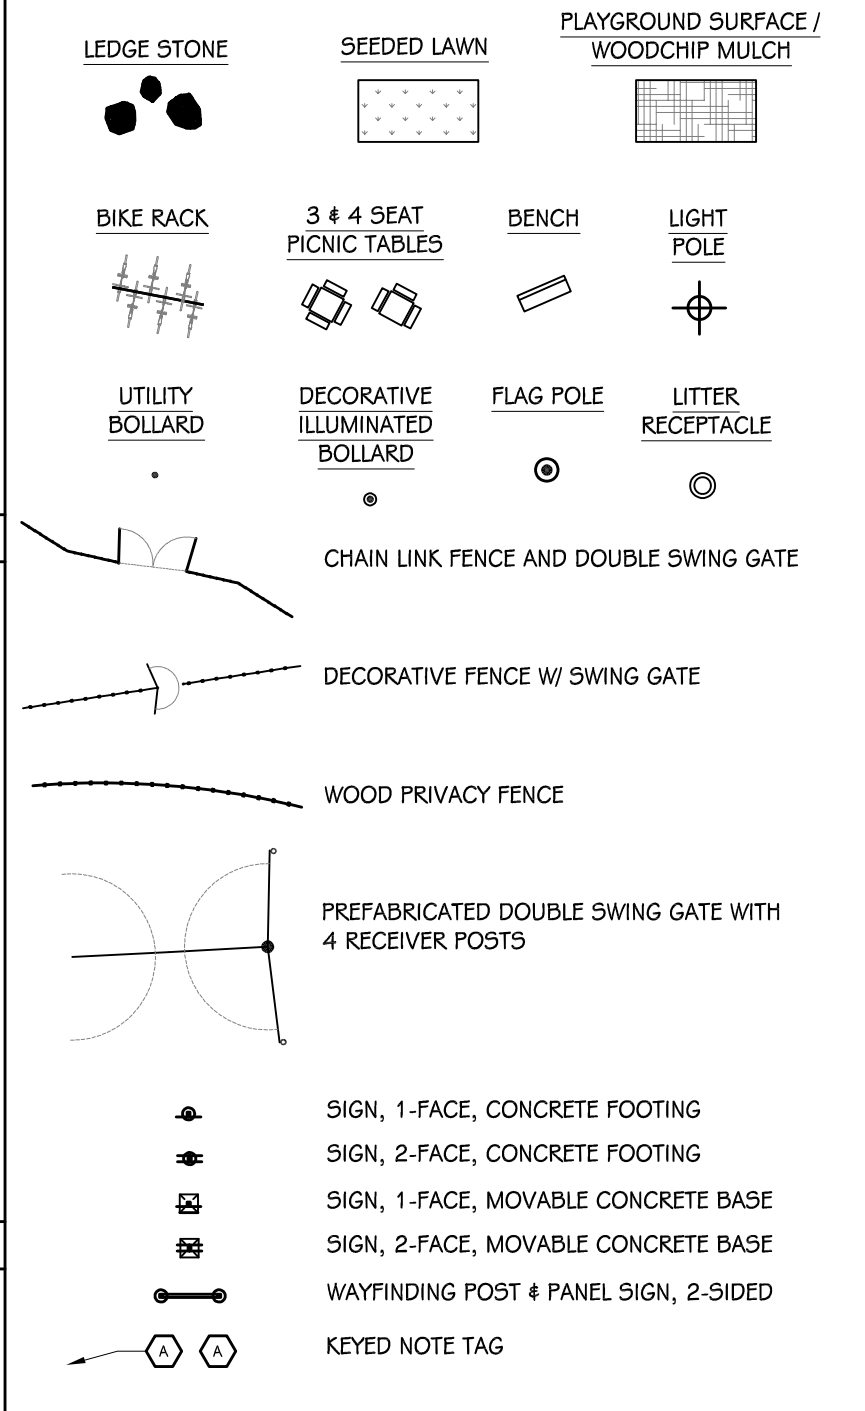 LEDGE STONE
SEEDED LAWN
PLAYGROUND SURFACE /
WOODCHIP MULCH
BIKE RACK
3 & 4 SEAT
PICNIC TABLES
BENCH
LIGHT
POLE
UTILITY
BOLLARD
DECORATIVE
ILLUMINATED
BOLLARD
FLAG POLE
LITTER
RECEPTACLE
CHAIN LINK FENCE AND DOUBLE SWING GATE
DECORATIVE FENCE W/ SWING GATE
WOOD PRIVACY FENCE
PREFABRICATED DOUBLE SWING GATE WITH
4 RECEIVER POSTS
SIGN, 1-FACE, CONCRETE FOOTING
SIGN, 2-FACE, CONCRETE FOOTING
SIGN, 1-FACE, MOVABLE CONCRETE BASE
SIGN, 2-FACE, MOVABLE CONCRETE BASE
WAYFINDING POST & PANEL SIGN, 2-SIDED
A A KEYED NOTE TAG